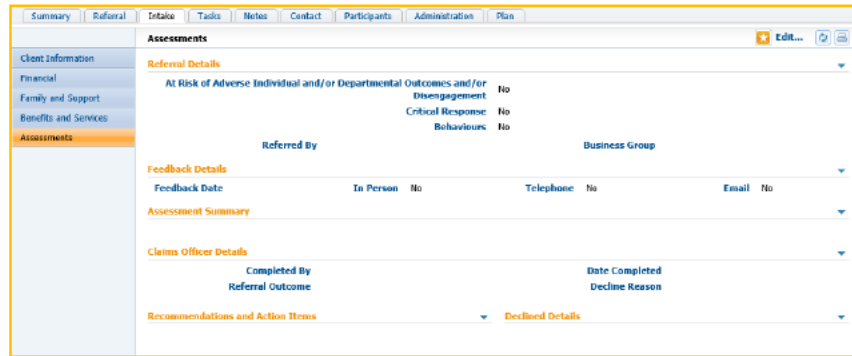 Summary Referral Intake Tasks Notes Contact Participants Administration Plan
Assessments Edit...
Client Information
Financial
Family and Support
Benefits and Services
Assessments
Referral Details
At Risk of Adverse Individual and/or Departmental Outcomes and/or
Disengagement No
Critical Response No
Behaviours No
Referred By Business Group
Feedback Details
Feedback Date In Person No Telephone No Email No
Assessment Summary
Claims Officer Details
Completed By Date Completed
Referral Outcome Decline Reason
Recommendations and Action Items Declined Details